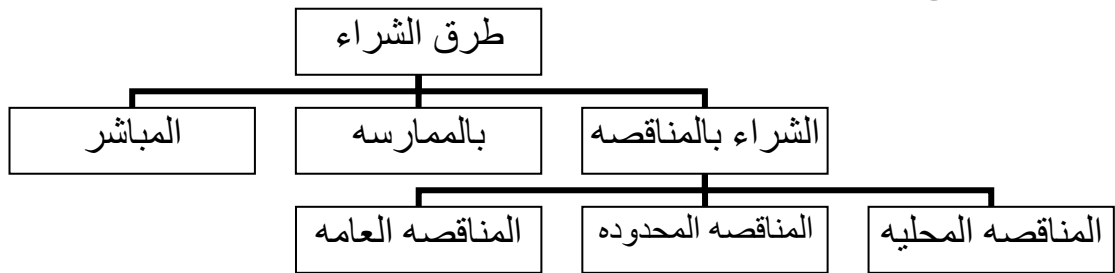 طرق الشراء
الشراء بالمناقصه
بالممارسه
المباشر
المناقصه المحليه
المناقصه المحدوده
المناقصه العامه